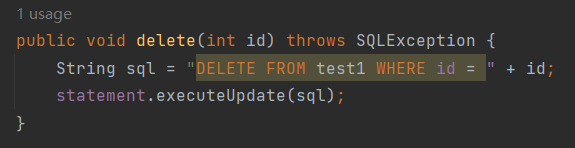 1 usage
public void delete(int id) throws SQLException {
    String sql = "DELETE FROM test1 WHERE id = " + id;
    statement.executeUpdate(sql);
}